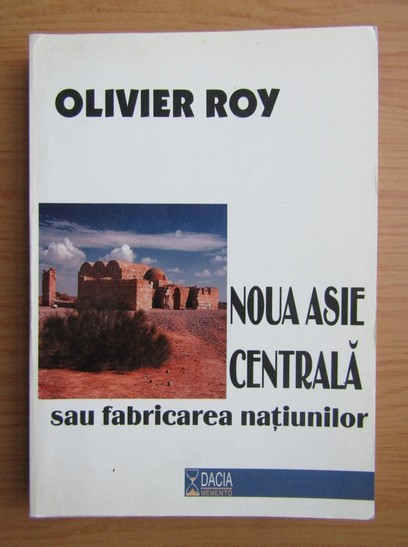 OLIVIER ROY
NOUA ASIE
CENTRALĂ
sau fabricarea națiunilor
DACIA
MEMENTO